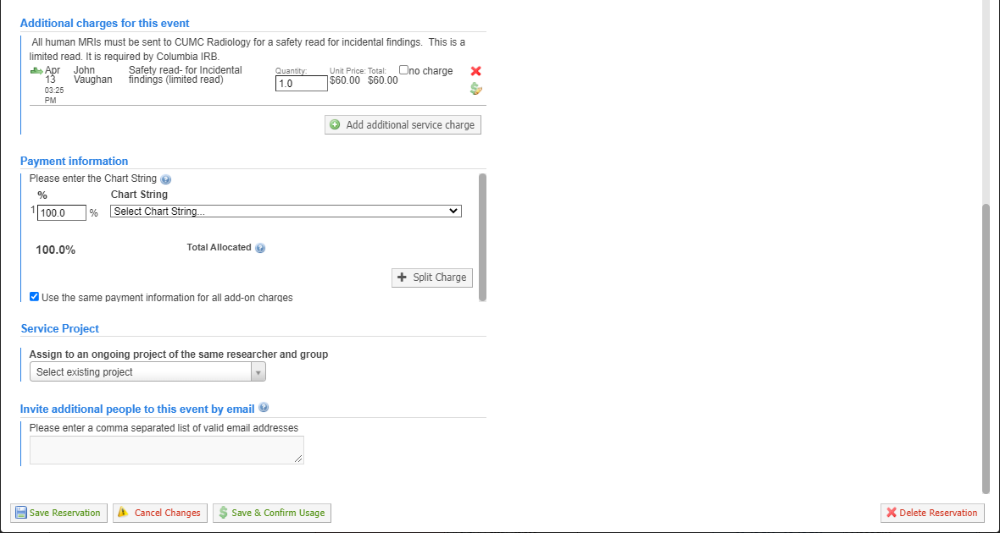 Additional charges for this event
All human MRIs must be sent to CUMC Radiology for a safety read for incidental findings. This is a
limited read. It is required by Columbia IRB.
Apr
13
03:25
PM
John
Vaughan
Safety read- for Incidental
findings (limited read)
Quantity:
1.0
Unit Price:
$60.00
Total:
$60.00
no charge
Add additional service charge
Payment information
Please enter the Chart String
% Chart String
1 100.0 % Select Chart String...
100.0% Total Allocated
Split Charge
Use the same payment information for all add-on charges
Service Project
Assign to an ongoing project of the same researcher and group
Select existing project
Invite additional people to this event by email
Please enter a comma separated list of valid email addresses
Save Reservation Cancel Changes Save & Confirm Usage Delete Reservation